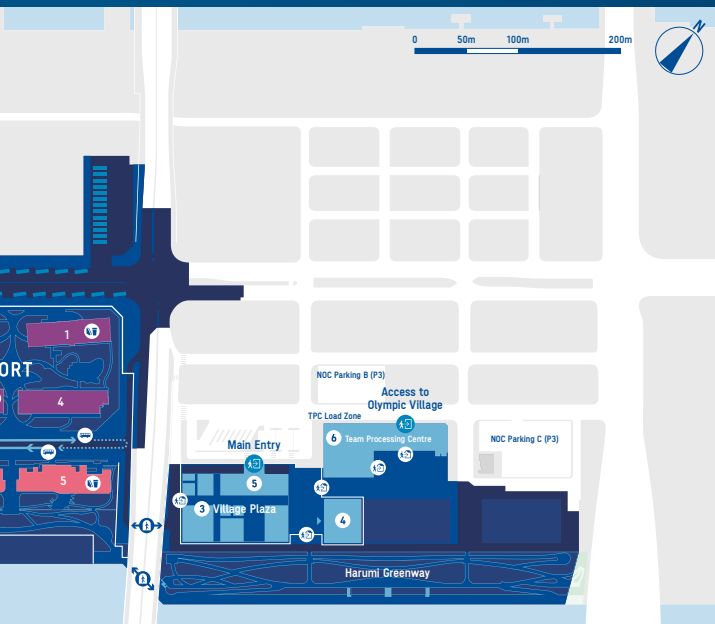 N
0 50m 100m 200m
1
ORT
4
5
NOC Parking B (P3)
Access to
Olympic Village
TPC Load Zone
6 Team Processing Centre
NOC Parking C (P3)
Main Entry
5
3 Village Plaza
4
Harumi Greenway